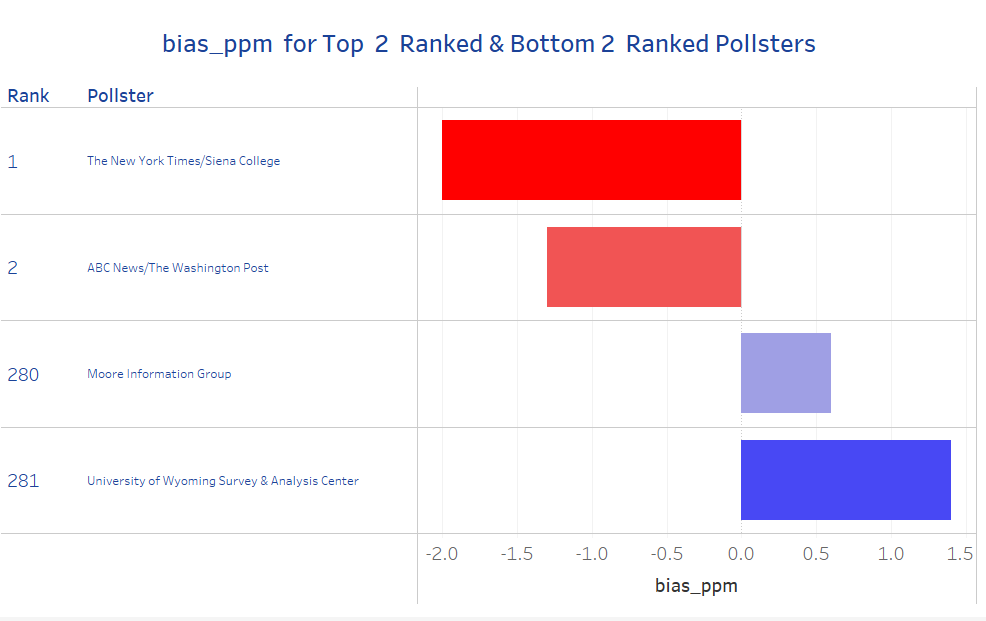 bias_ppm for Top 2 Ranked & Bottom 2 Ranked Pollsters
Rank Pollster
1 The New York Times/Siena College
2 ABC News/The Washington Post
280 Moore Information Group
281 University of Wyoming Survey & Analysis Center
-2.0 -1.5 -1.0 -0.5 0.0 0.5 1.0 1.5
bias_ppm